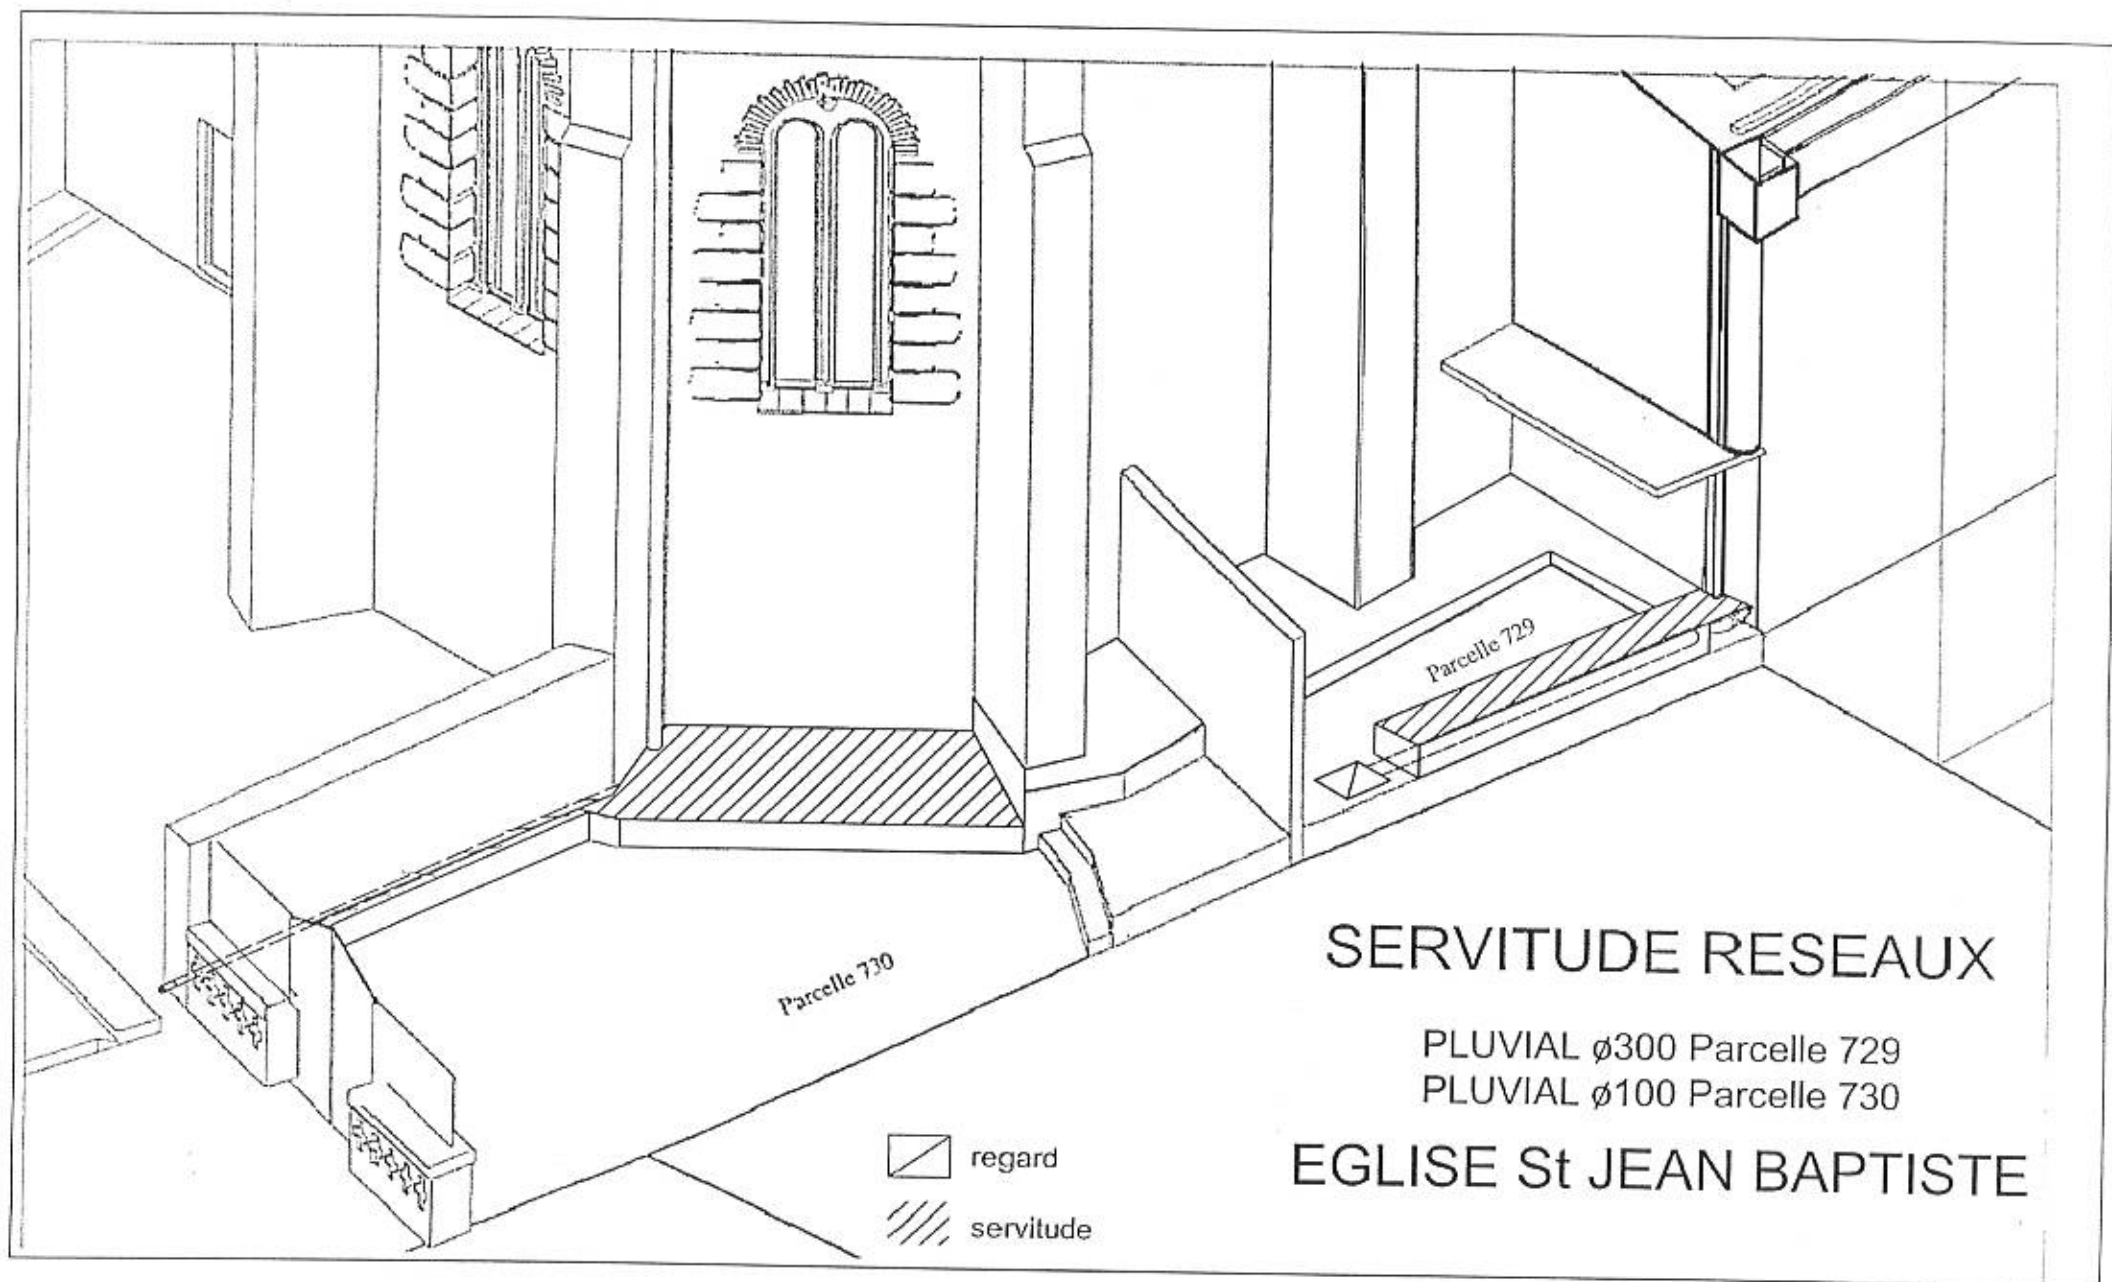 Parcelle 729
Parcelle 730
SERVITUDE RESEAUX
PLUVIAL ø300 Parcelle 729
PLUVIAL ø100 Parcelle 730
EGLISE St JEAN BAPTISTE
regard
servitude